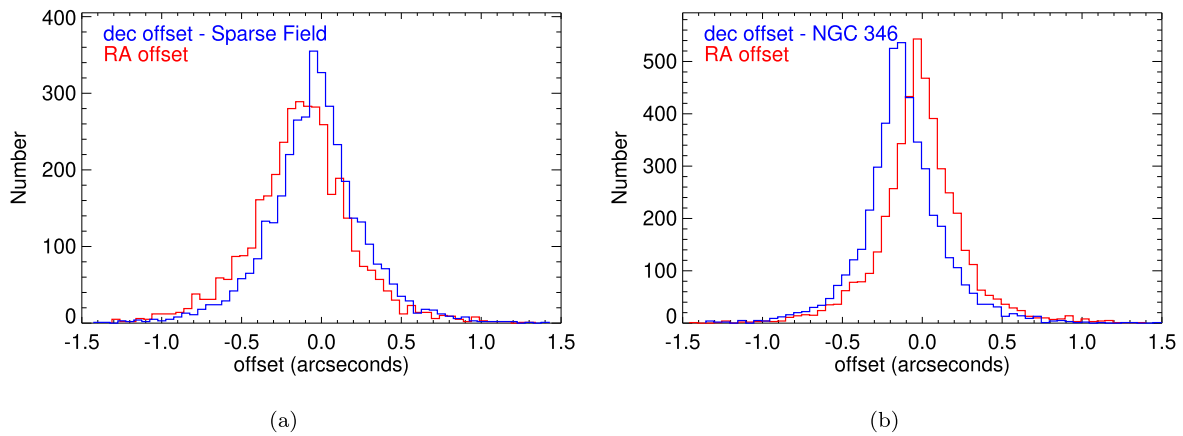 dec offset - Sparse Field
RA offset
400
300
200
100
0
Number
-1.5 -1.0 -0.5 0.0 0.5 1.0 1.5
offset (arcseconds)
(a)
dec offset - NGC 346
RA offset
500
400
300
200
100
0
Number
-1.5 -1.0 -0.5 0.0 0.5 1.0 1.5
offset (arcseconds)
(b)